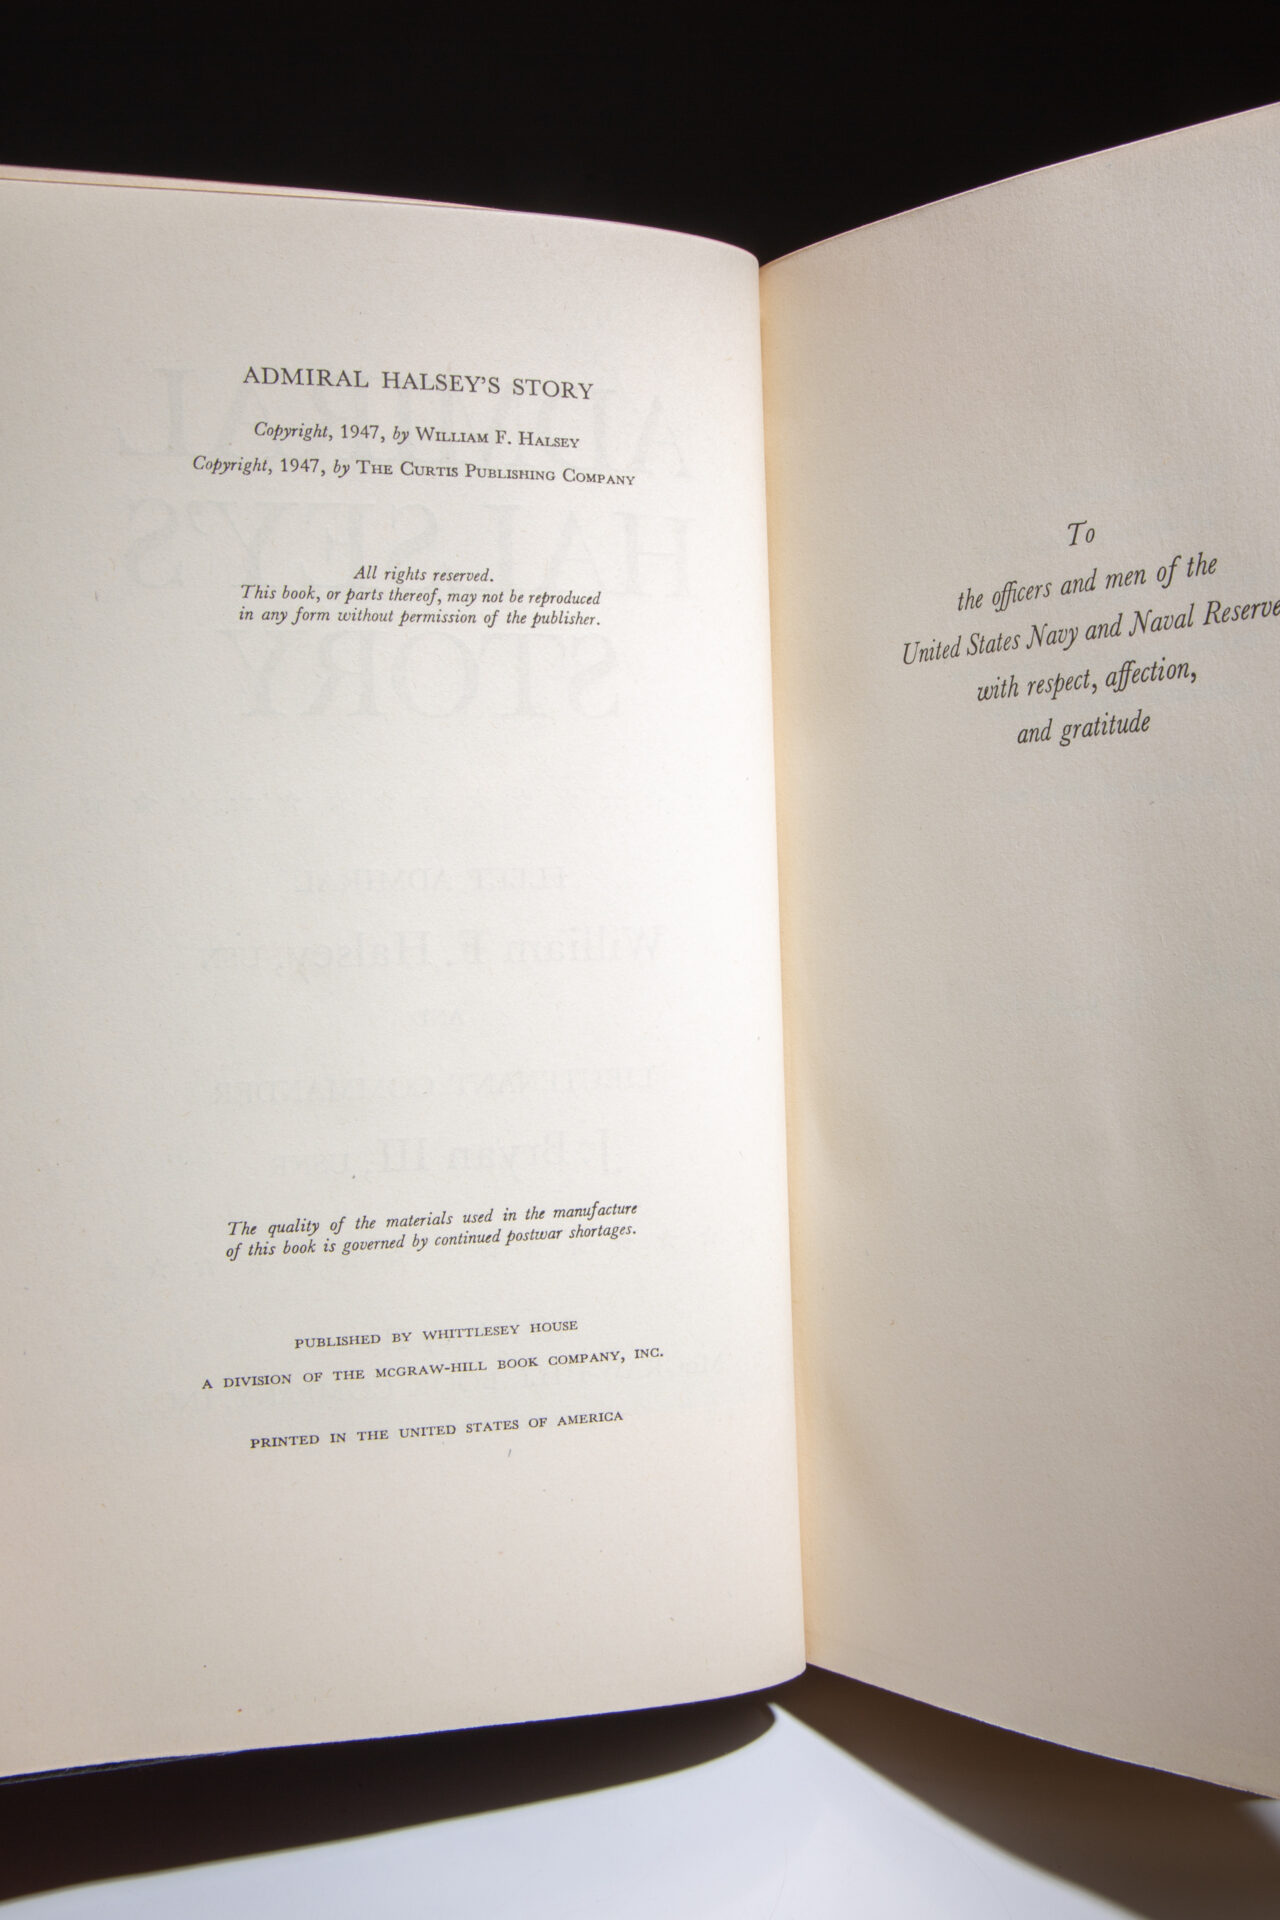 ADMIRAL HALSEY'S STORY
Copyright, 1947, by WILLIAM F. HALSEY
Copyright, 1947, by THE CURTIS PUBLISHING COMPANY
All rights reserved.
This book, or parts thereof, may not be reproduced
in any form without permission of the publisher.
The quality of the materials used in the manufacture
of this book is governed by continued postwar shortages.
PUBLISHED BY WHITTLESEY HOUSE
A DIVISION OF THE MCGRAW-HILL BOOK COMPANY, INC.
PRINTED IN THE UNITED STATES OF AMERICA
To
the officers and men of the
United States Navy and Naval Reserve
with respect, affection,
and gratitude